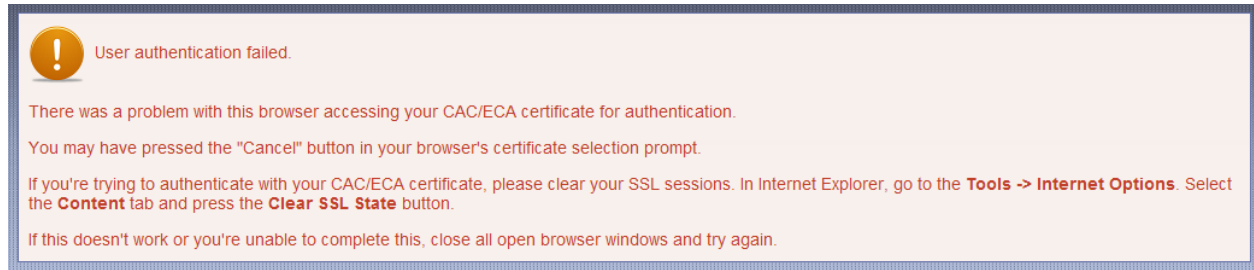 User authentication failed.
There was a problem with this browser accessing your CAC/ECA certificate for authentication.
You may have pressed the "Cancel" button in your browser's certificate selection prompt.
If you're trying to authenticate with your CAC/ECA certificate, please clear your SSL sessions. In Internet Explorer, go to the Tools -> Internet Options. Select
the Content tab and press the Clear SSL State button.
If this doesn't work or you're unable to complete this, close all open browser windows and try again.